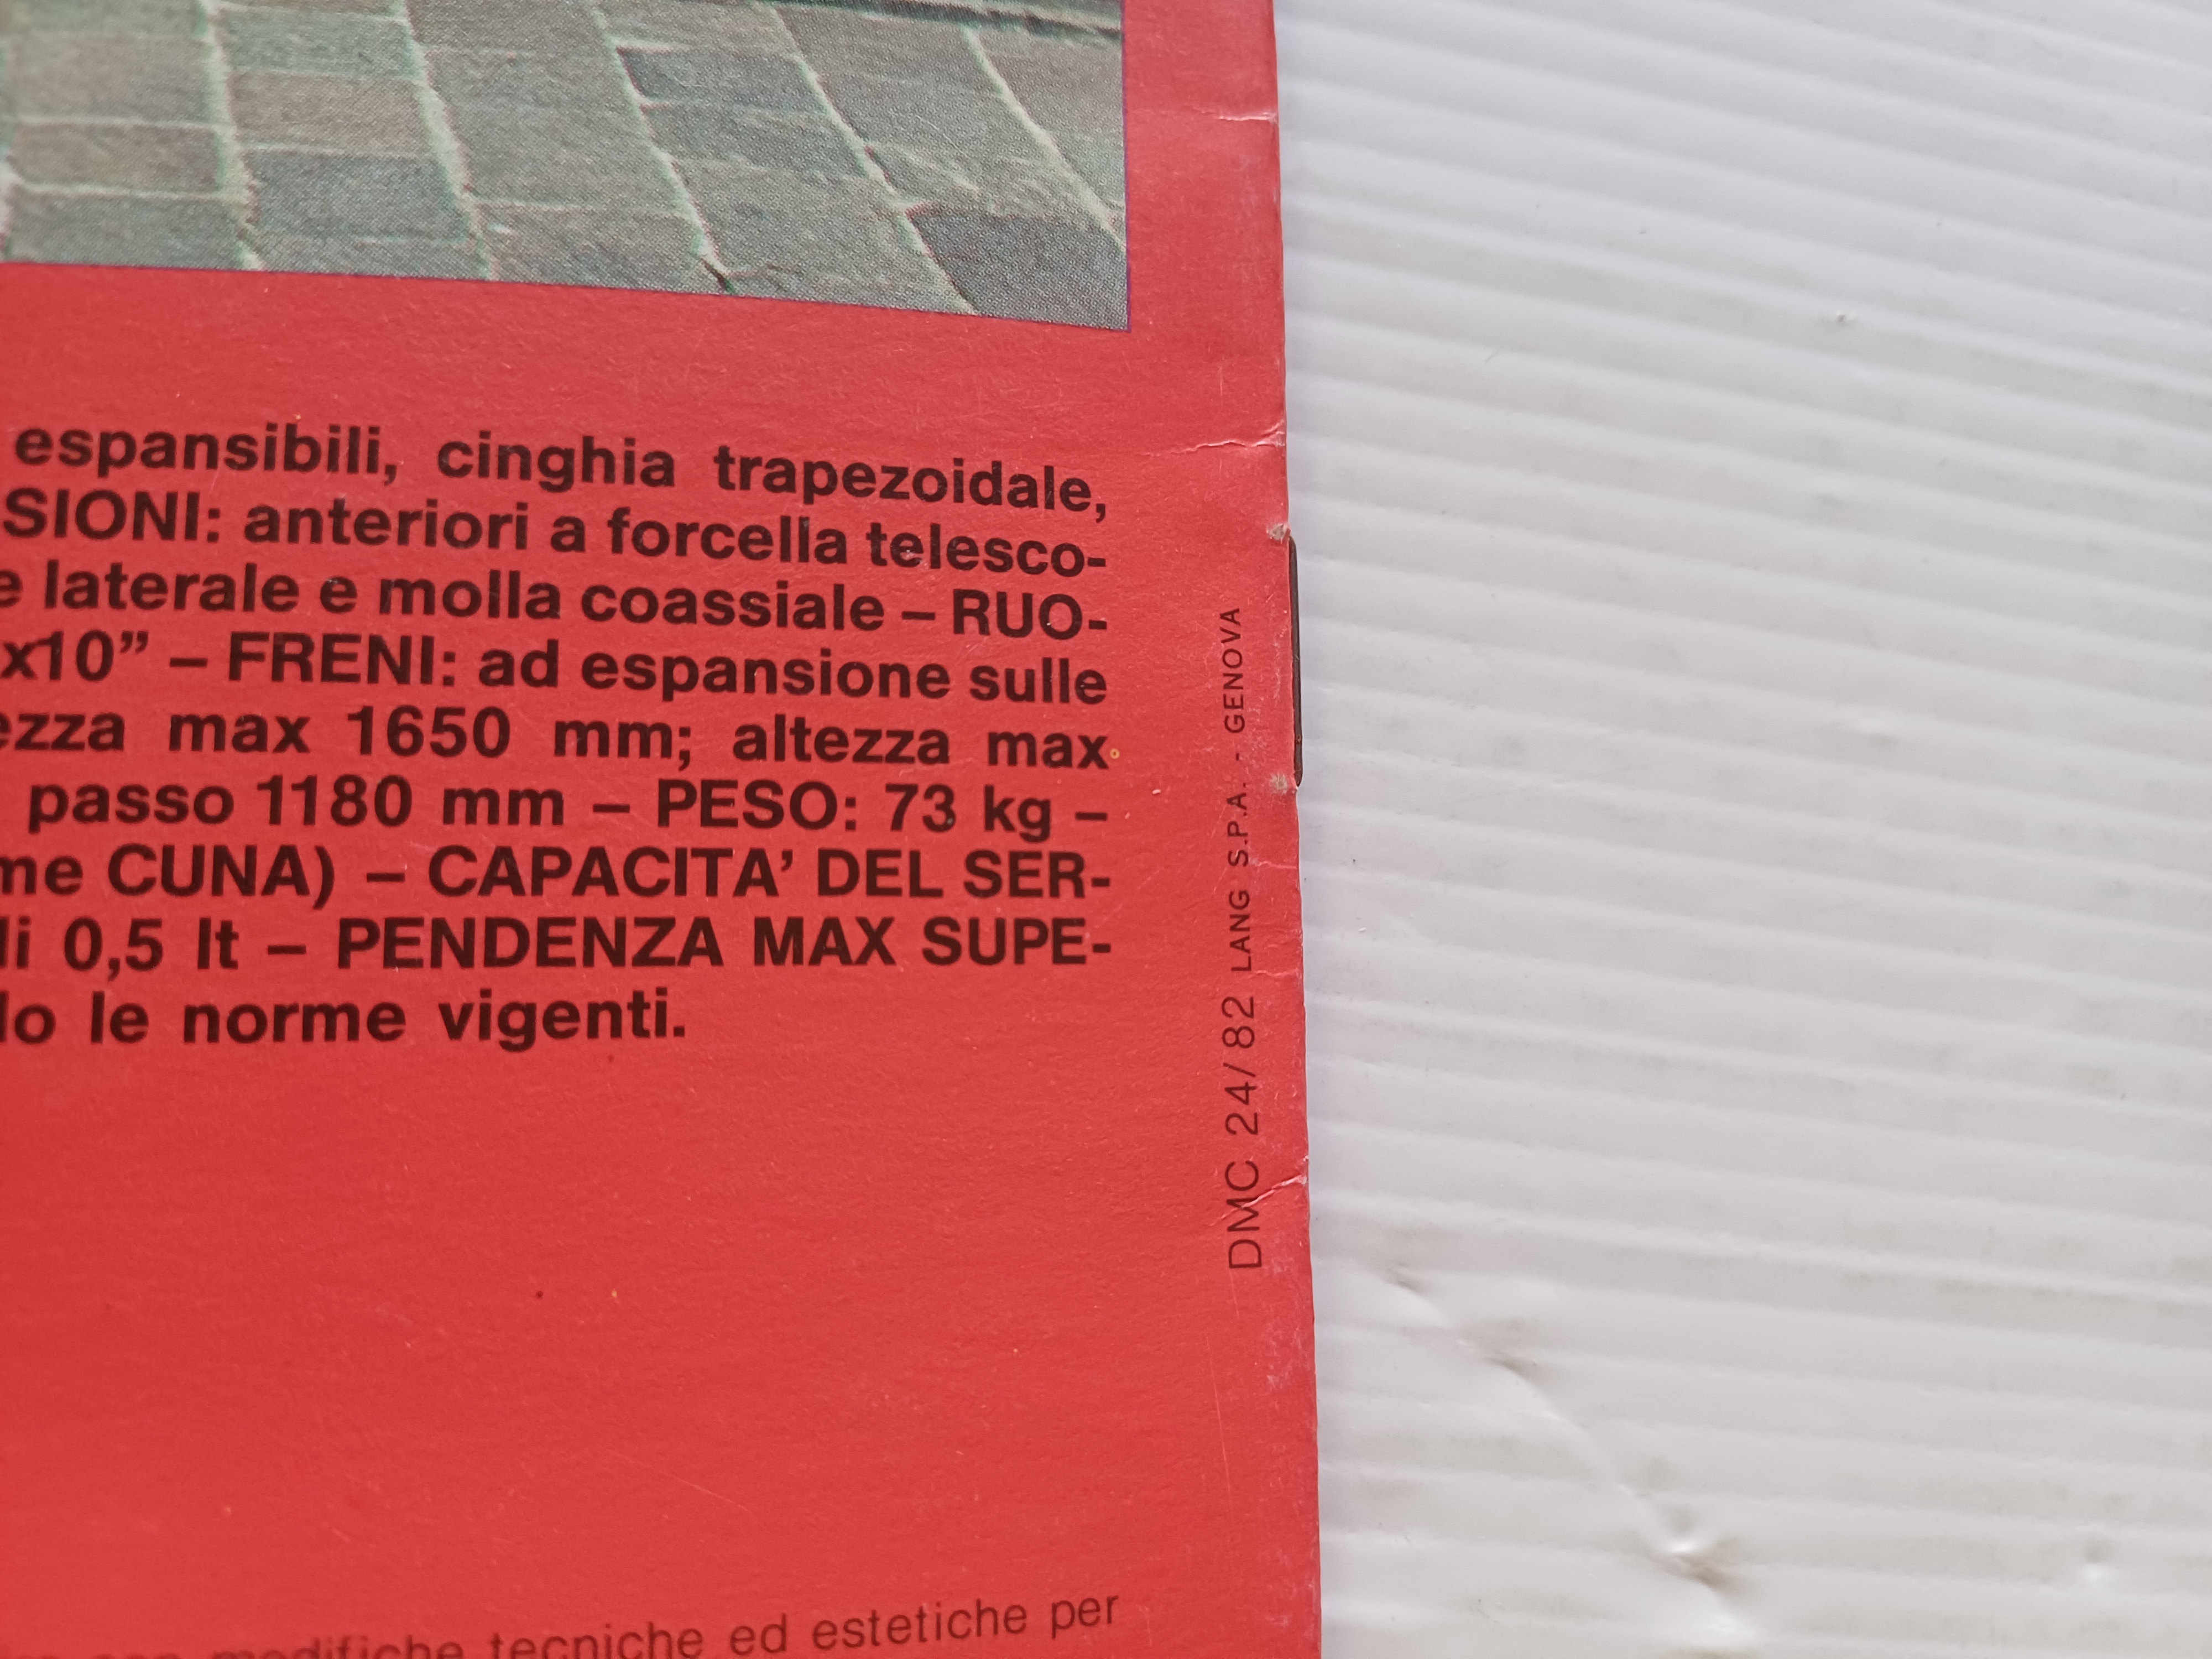 espansibili, cinghia trapezoidale,
SIONI: anteriori a forcella telesco-
e laterale e molla coassiale – RUO-
x10” – FRENI: ad espansione sulle
ezza max 1650 mm; altezza max
passo 1180 mm – PESO: 73 kg –
me CUNA) – CAPACITA’ DEL SER-
li 0,5 lt – PENDENZA MAX SUPE-
lo le norme vigenti.
modifiche tecniche ed estetiche per
DMC 24/82 LANG S.P.A. - GENOVA